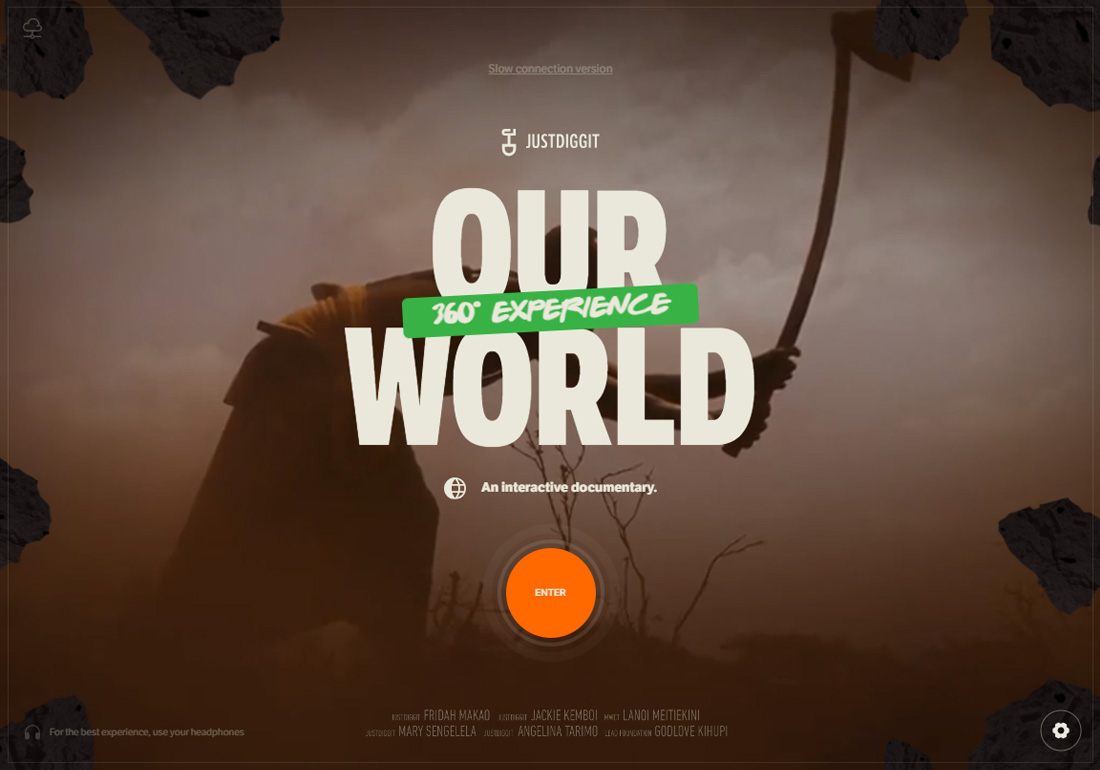 Slow connection version
JUSTDIGGIT
OUR
360° EXPERIENCE
WORLD
An interactive documentary.
ENTER
JUSTDIGGIT FRIDAH MAKAO JUSTDIGGIT JACKIE KEMBOI LANOI MEITIEKINI
JUSTDIGGIT MARY SENGELELA JUSTDIGGIT ANGELINA TARIMO LEAD FOUNDATION GODLOVE KIHUPI
For the best experience, use your headphones